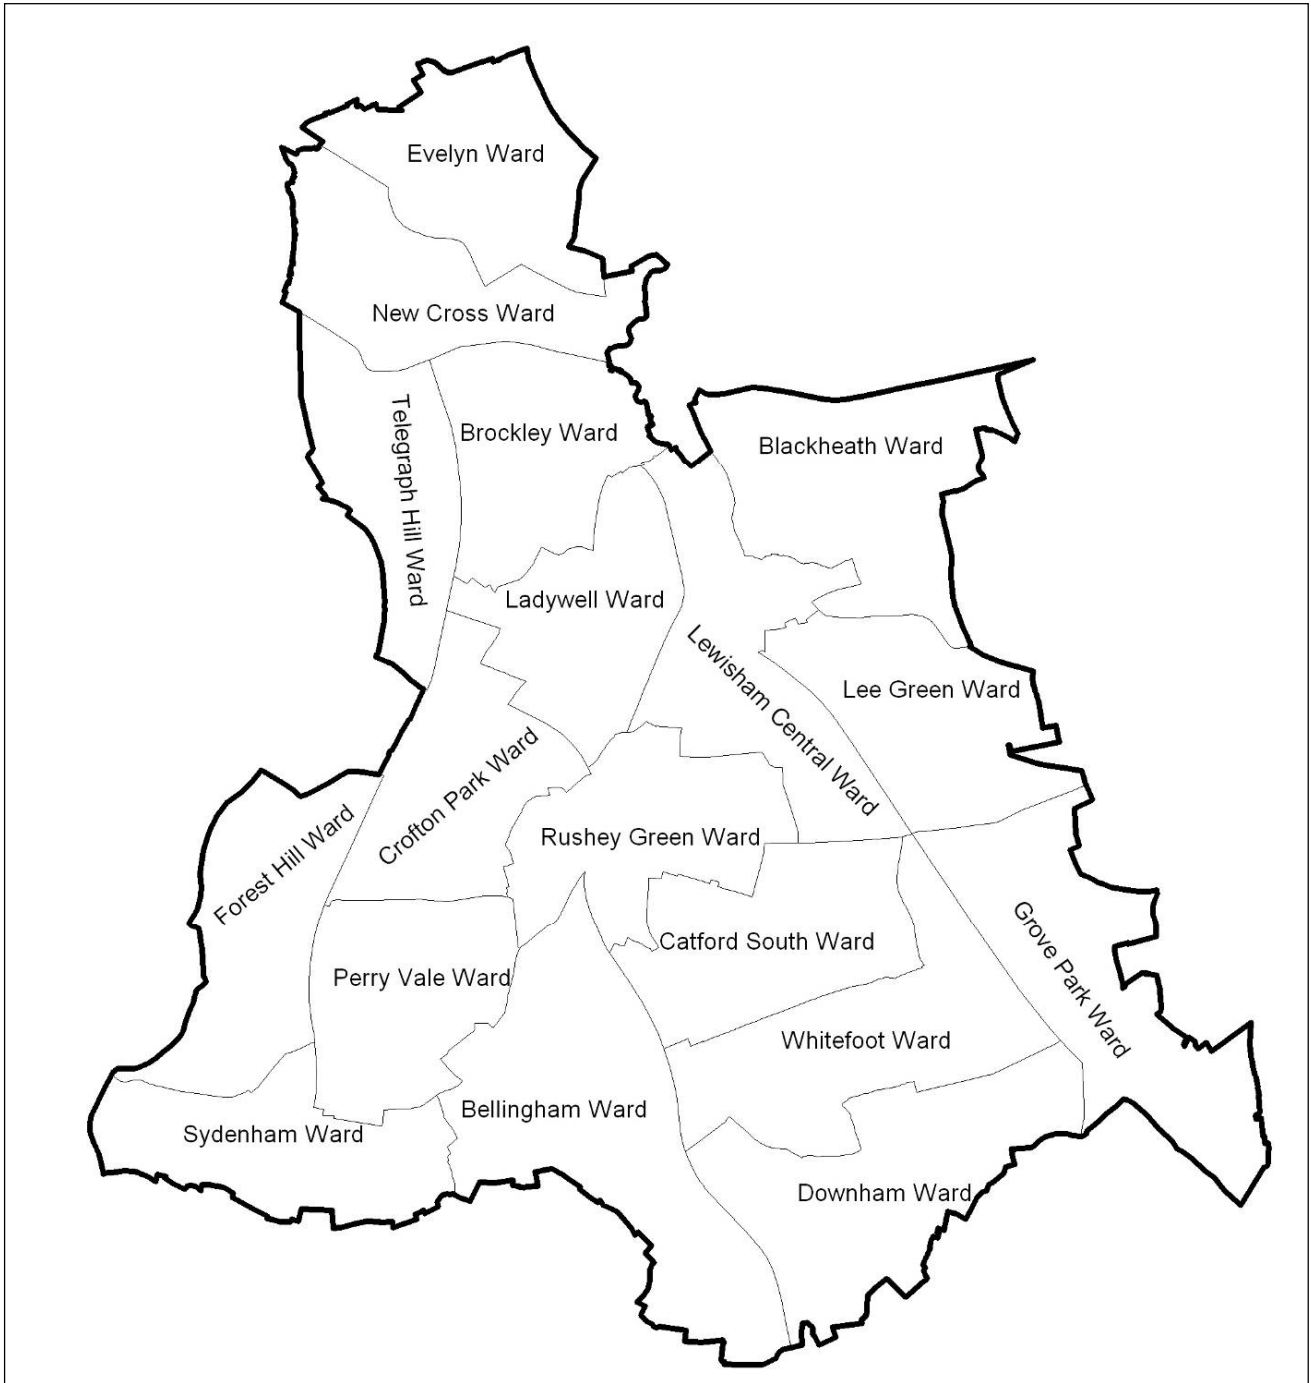 Evelyn Ward
New Cross Ward
Telegraph Hill Ward
Brockley Ward
Blackheath Ward
Ladywell Ward
Lewisham Central Ward
Lee Green Ward
Crofton Park Ward
Forest Hill Ward
Rushey Green Ward
Catford South Ward
Grove Park Ward
Perry Vale Ward
Whitefoot Ward
Bellingham Ward
Sydenham Ward
Downham Ward